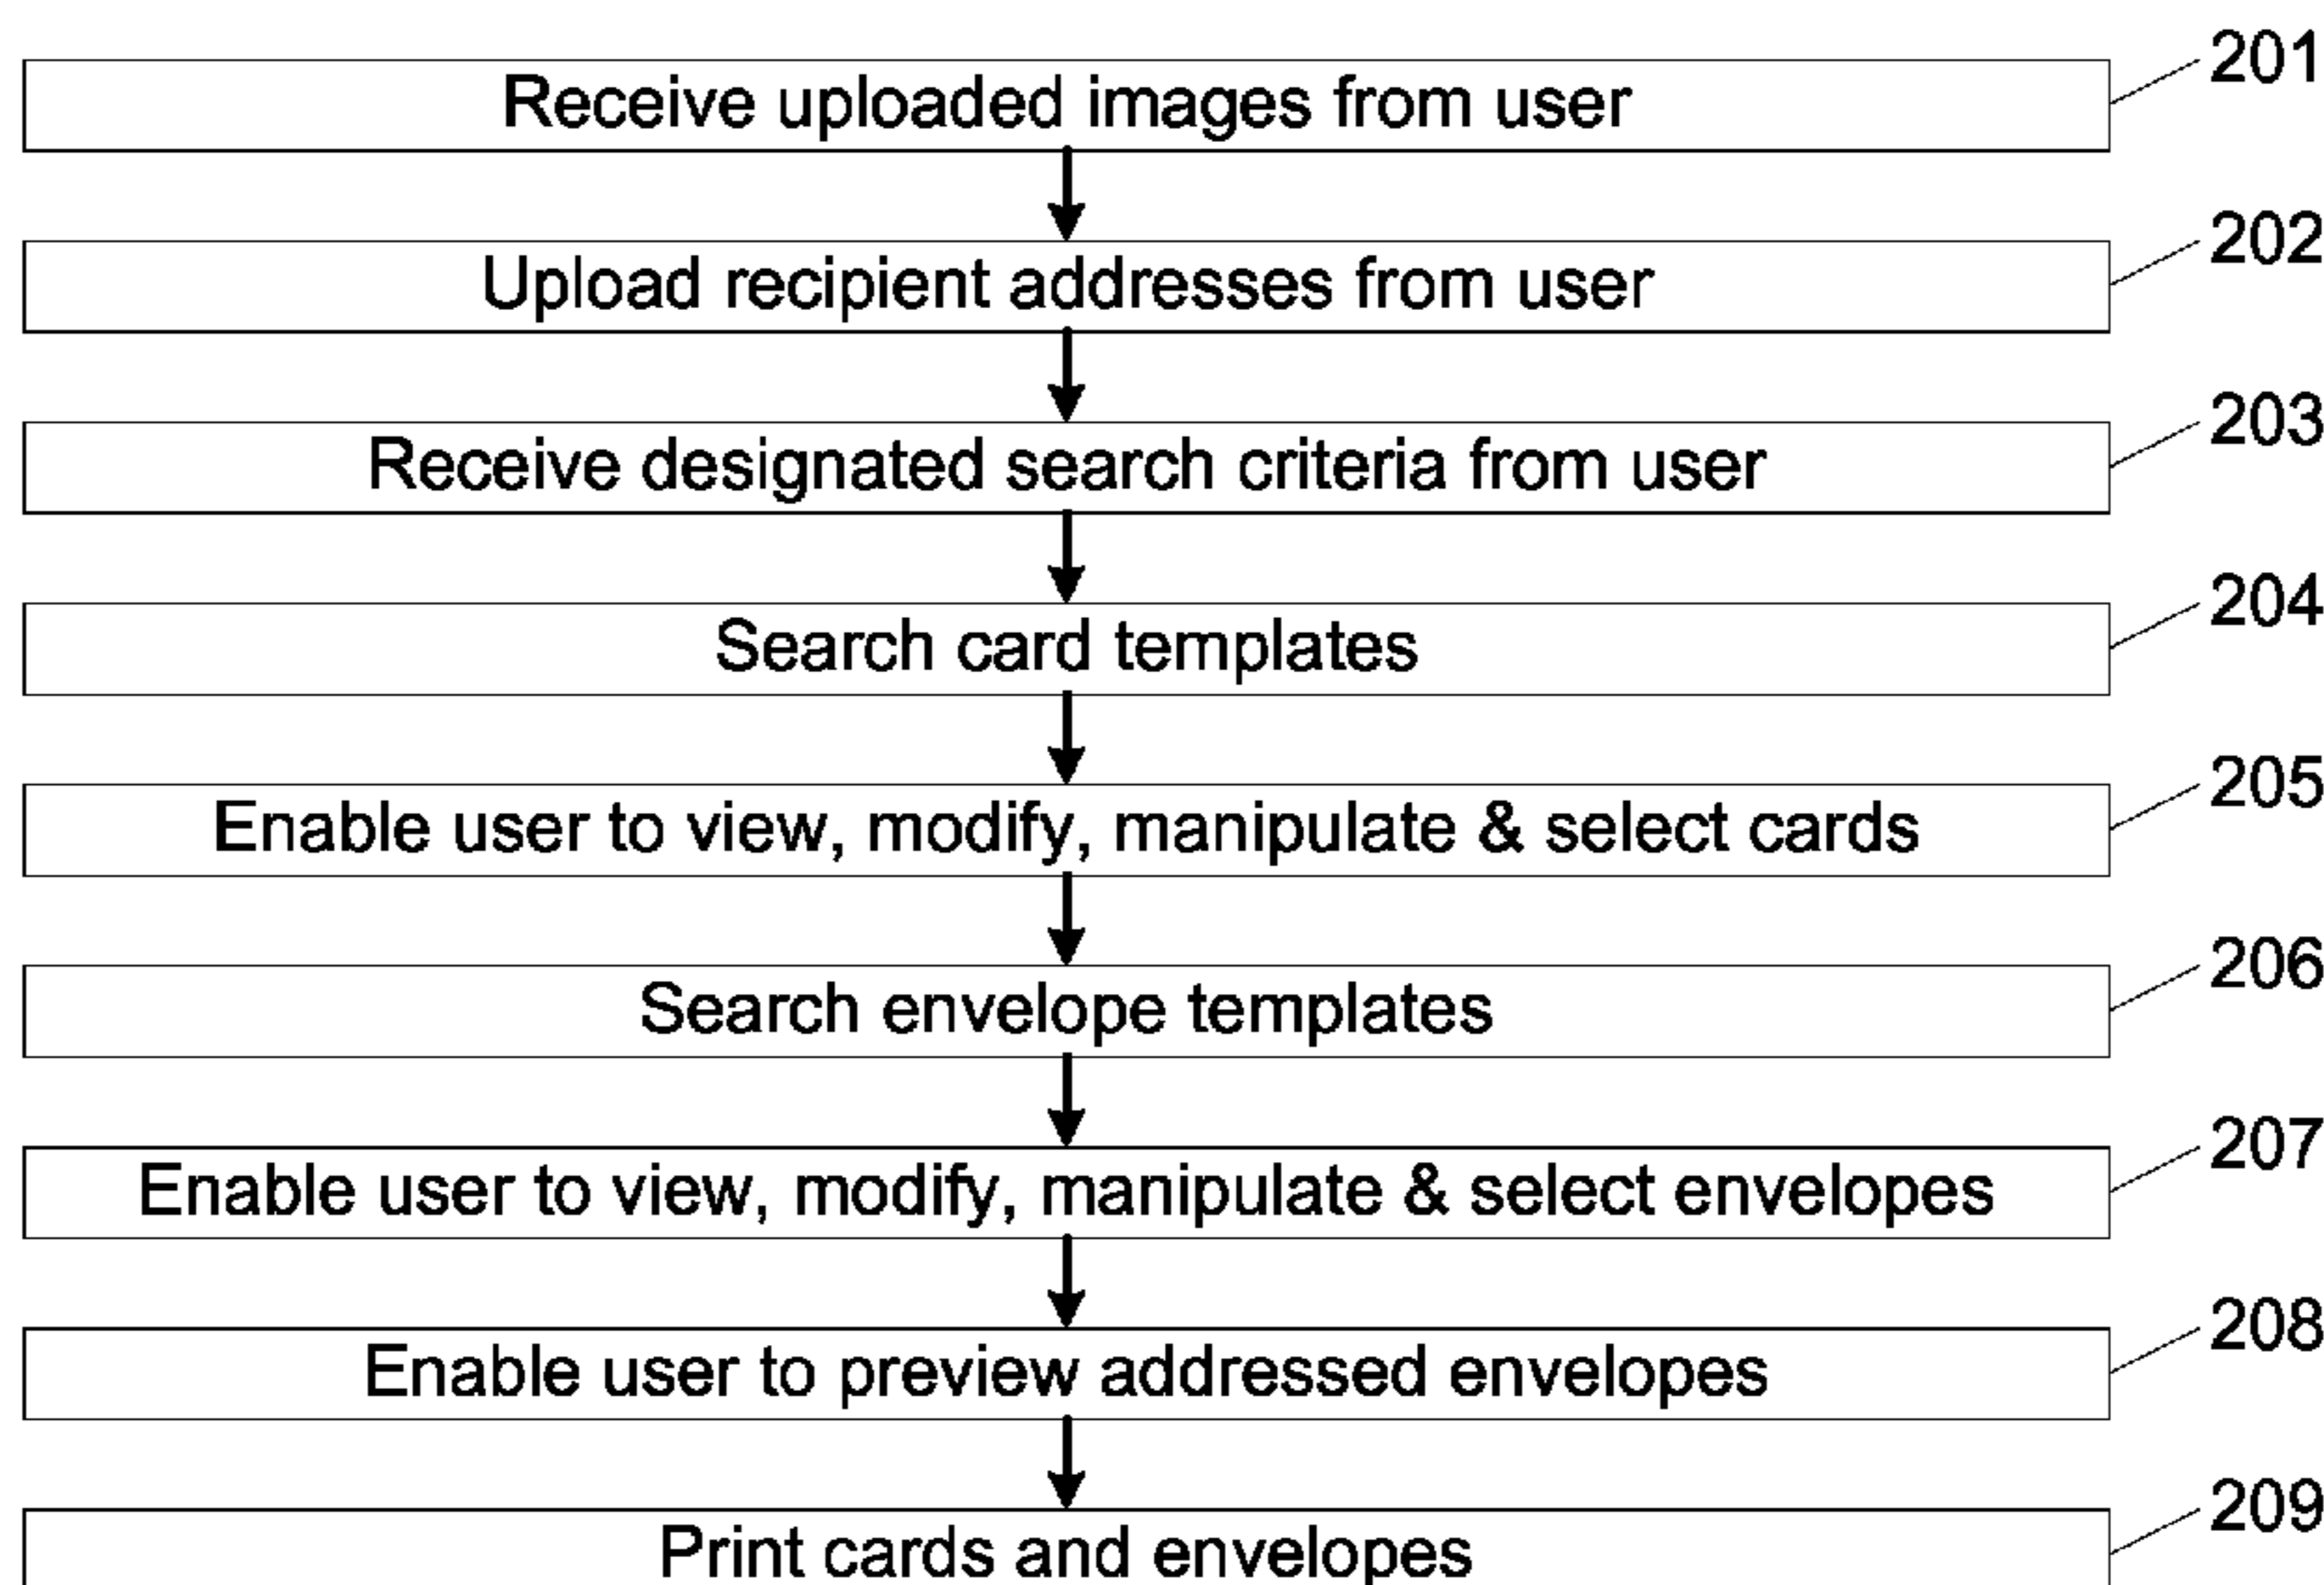 Receive uploaded images from user 201
Upload recipient addresses from user 202
Receive designated search criteria from user 203
Search card templates 204
Enable user to view, modify, manipulate & select cards 205
Search envelope templates 206
Enable user to view, modify, manipulate & select envelopes 207
Enable user to preview addressed envelopes 208
Print cards and envelopes 209